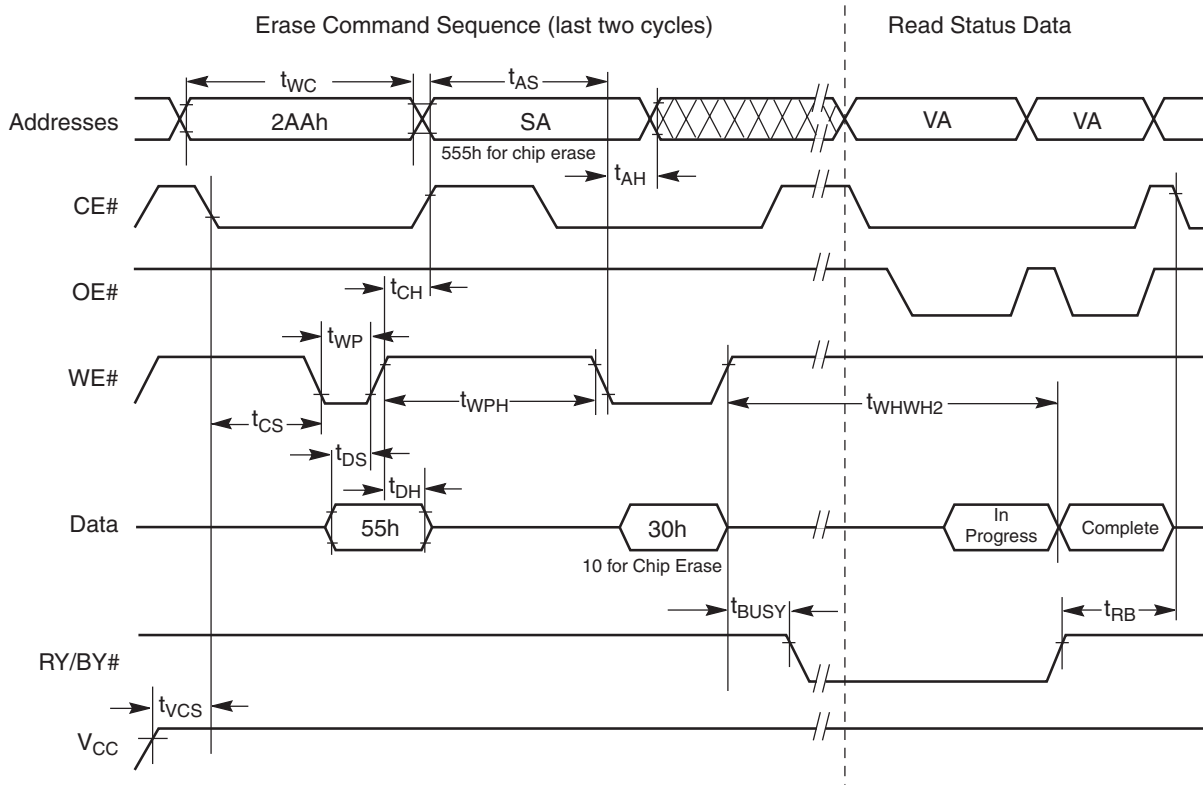 Erase Command Sequence (last two cycles)
Read Status Data
tWC
tAS
Addresses
2AAh
SA
VA
VA
555h for chip erase
tAH
CE#
OE#
tCH
tWP
WE#
tWPH
tWHWH2
tCS
tDS
tDH
Data
55h
30h
In
Progress
Complete
10 for Chip Erase
tBUSY
tRB
RY/BY#
tVCS
VCC